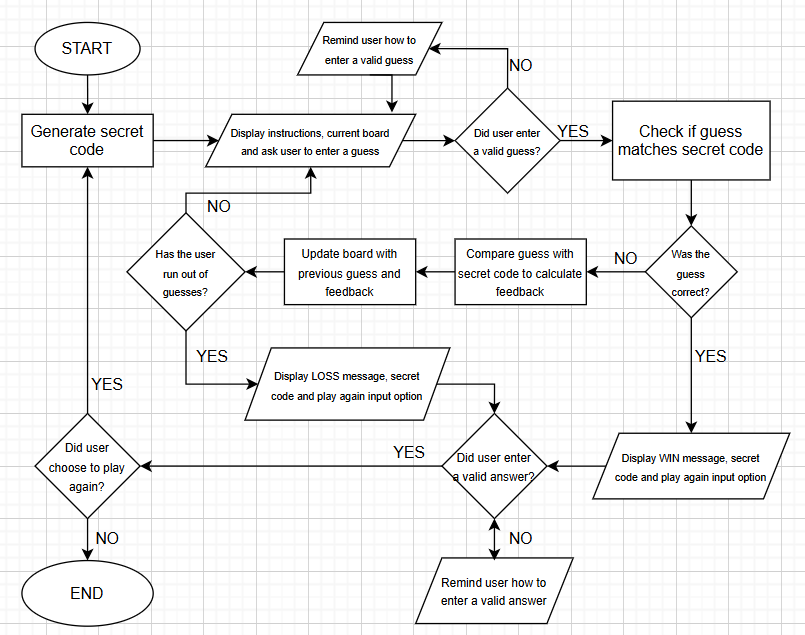 START
Remind user how to
enter a valid guess
NO
Generate secret
code
Display instructions, current board
and ask user to enter a guess
Did user enter
a valid guess?
YES
Check if guess
matches secret code
NO
Has the user
run out of
guesses?
Update board with
previous guess and
feedback
Compare guess with
secret code to calculate
feedback
NO
Was the
guess
correct?
YES
YES
Display LOSS message, secret
code and play again input option
YES
Did user
choose to play
again?
YES
Did user enter
a valid answer?
Display WIN message, secret
code and play again input option
NO
NO
END
Remind user how to
enter a valid answer